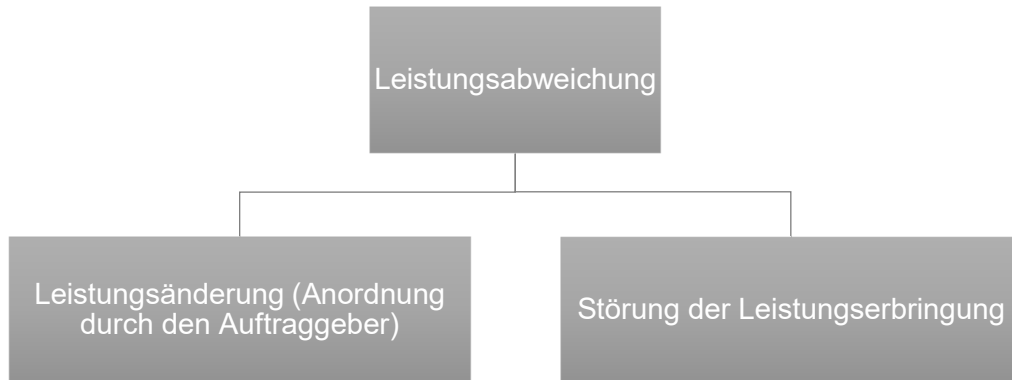 Leistungsabweichung
Leistungsänderung (Anordnung
durch den Auftraggeber)
Störung der Leistungserbringung